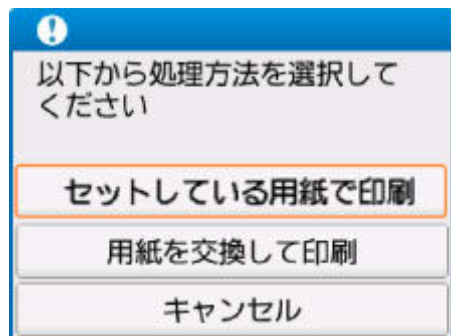 以下から処理方法を選択して
ください
セットしている用紙で印刷
用紙を交換して印刷
キャンセル